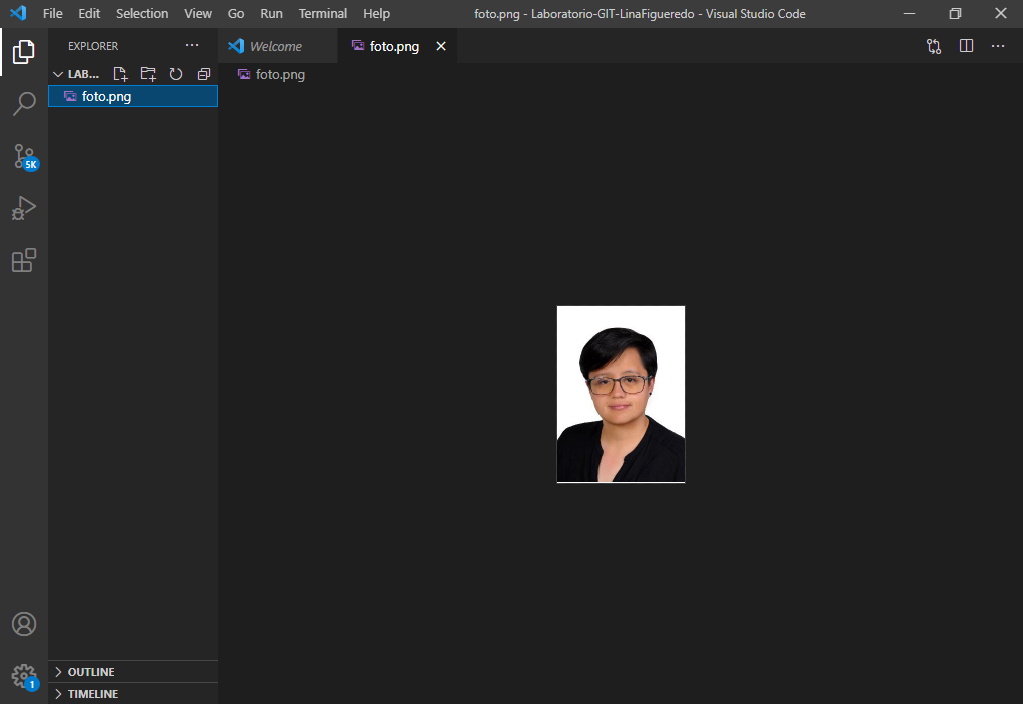 File Edit Selection View Go Run Terminal Help foto.png - Laboratorio-GIT-LinaFigueredo - Visual Studio Code
EXPLORER
Welcome foto.png
LAB...
foto.png
foto.png
5K
1
OUTLINE
TIMELINE